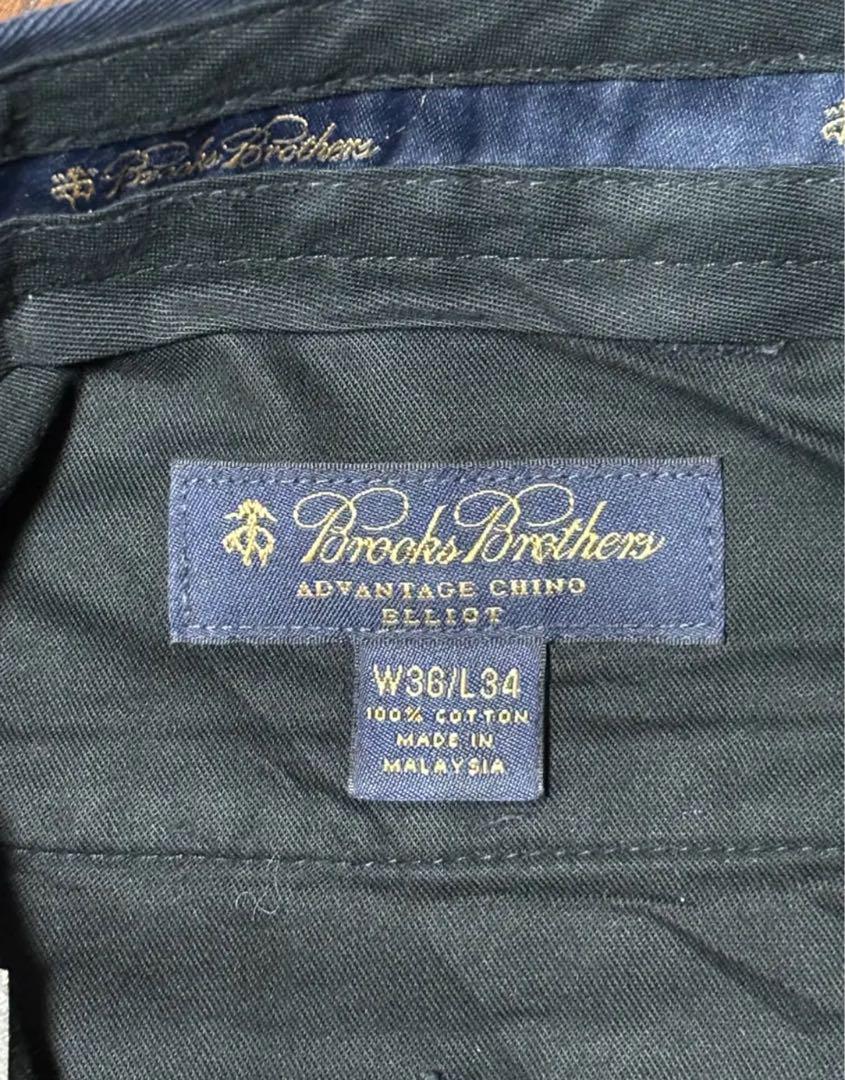 Brooks Brothers
Brooks Brothers
ADVANTAGE CHINO
ELLIOT
W36/L34
100% COTTON
MADE IN
MALAYSIA